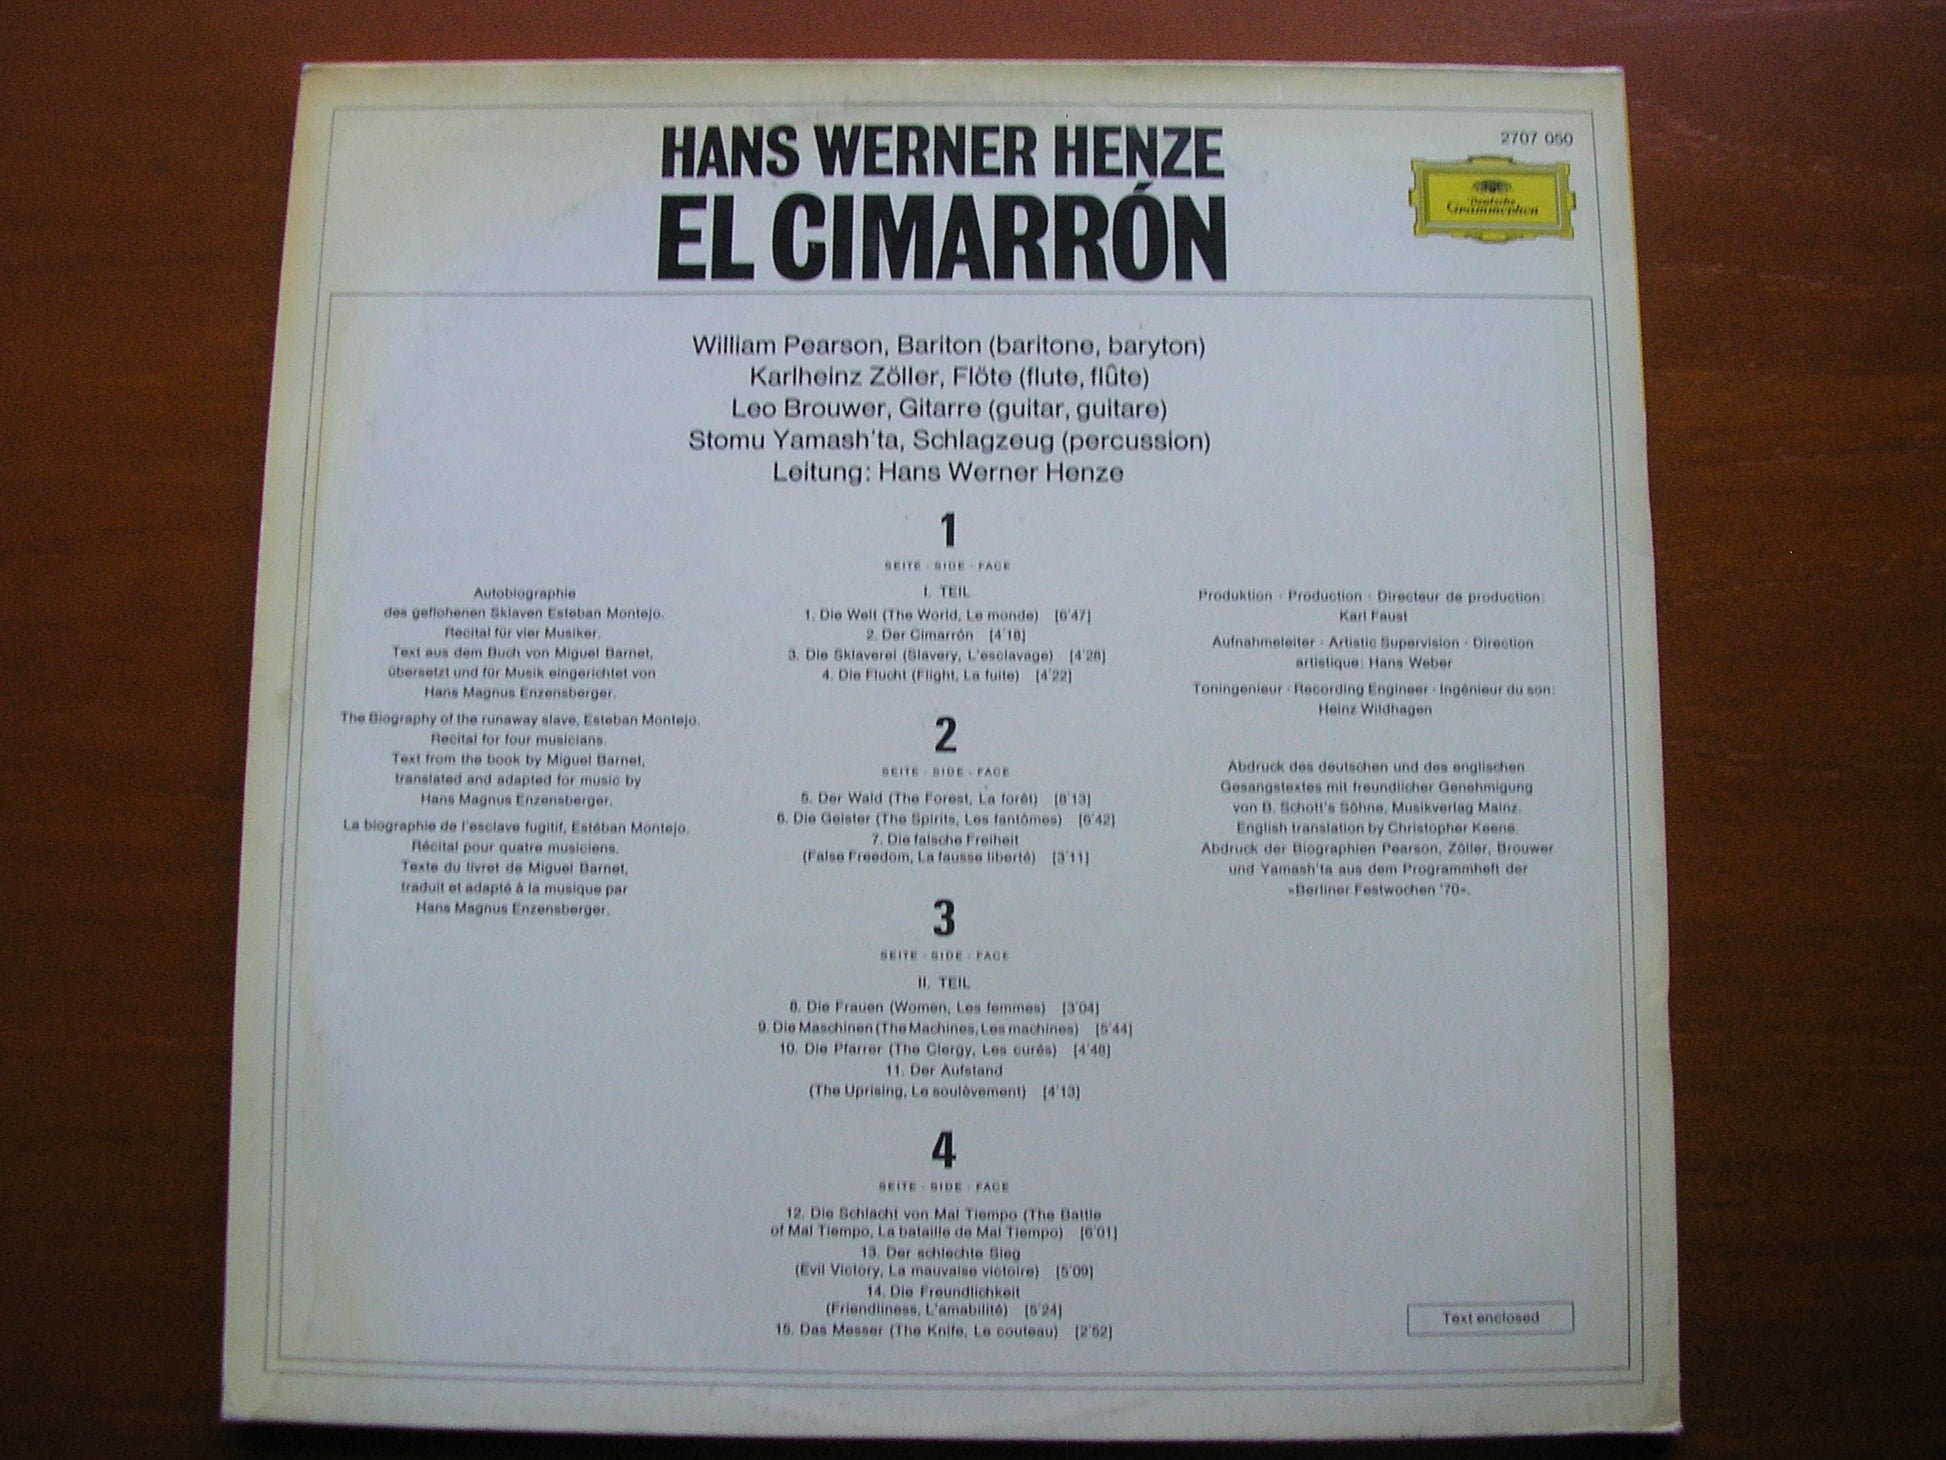 HANS WERNER HENZE
EL CIMARRÓN
2707 050
Deutsche
Grammophon
William Pearson, Bariton (baritone, baryton)
Karlheinz Zöller, Flöte (flute, flûte)
Leo Brouwer, Gitarre (guitar, guitare)
Stomu Yamash'ta, Schlagzeug (percussion)
Leitung: Hans Werner Henze
Autobiographie
des geflohenen Sklaven Esteban Montejo.
Recital für vier Musiker.
Text aus dem Buch von Miguel Barnet,
übersetzt und für Musik eingerichtet von
Hans Magnus Enzensberger.
The Biography of the runaway slave, Esteban Montejo.
Recital for four musicians.
Text from the book by Miguel Barnet,
translated and adapted for music by
Hans Magnus Enzensberger.
La biographie de l'esclave fugitif, Estéban Montejo.
Récital pour quatre musiciens.
Texte du livret de Miguel Barnet,
traduit et adapté à la musique par
Hans Magnus Enzensberger.
1
SEITE · SIDE · FACE
I. TEIL
1. Die Welt (The World, Le monde) [6'47]
2. Der Cimarrón [4'18]
3. Die Sklaverei (Slavery, L'esclavage) [4'28]
4. Die Flucht (Flight, La fuite) [4'22]
2
SEITE · SIDE · FACE
5. Der Wald (The Forest, La forêt) [8'13]
6. Die Geister (The Spirits, Les fantômes) [6'42]
7. Die falsche Freiheit
(False Freedom, La fausse liberté) [3'11]
3
SEITE · SIDE · FACE
II. TEIL
8. Die Frauen (Women, Les femmes) [3'04]
9. Die Maschinen (The Machines, Les machines) [5'44]
10. Die Pfarrer (The Clergy, Les curés) [4'48]
11. Der Aufstand
(The Uprising, Le soulèvement) [4'13]
4
SEITE · SIDE · FACE
12. Die Schlacht von Mal Tiempo (The Battle
of Mal Tiempo, La bataille de Mal Tiempo) [6'01]
13. Der schlechte Sieg
(Evil Victory, La mauvaise victoire) [5'09]
14. Die Freundlichkeit
(Friendliness, L'amabilité) [5'24]
15. Das Messer (The Knife, Le couteau) [2'52]
Produktion · Production · Directeur de production:
Karl Faust
Aufnahmeleiter · Artistic Supervision · Direction
artistique: Hans Weber
Toningenieur · Recording Engineer · Ingénieur du son:
Heinz Wildhagen
Abdruck des deutschen und des englischen
Gesangstextes mit freundlicher Genehmigung
von B. Schott's Söhne, Musikverlag Mainz.
English translation by Christopher Keene.
Abdruck der Biographien Pearson, Zöller, Brouwer
und Yamash'ta aus dem Programmheft der
»Berliner Festwochen '70«.
Text enclosed